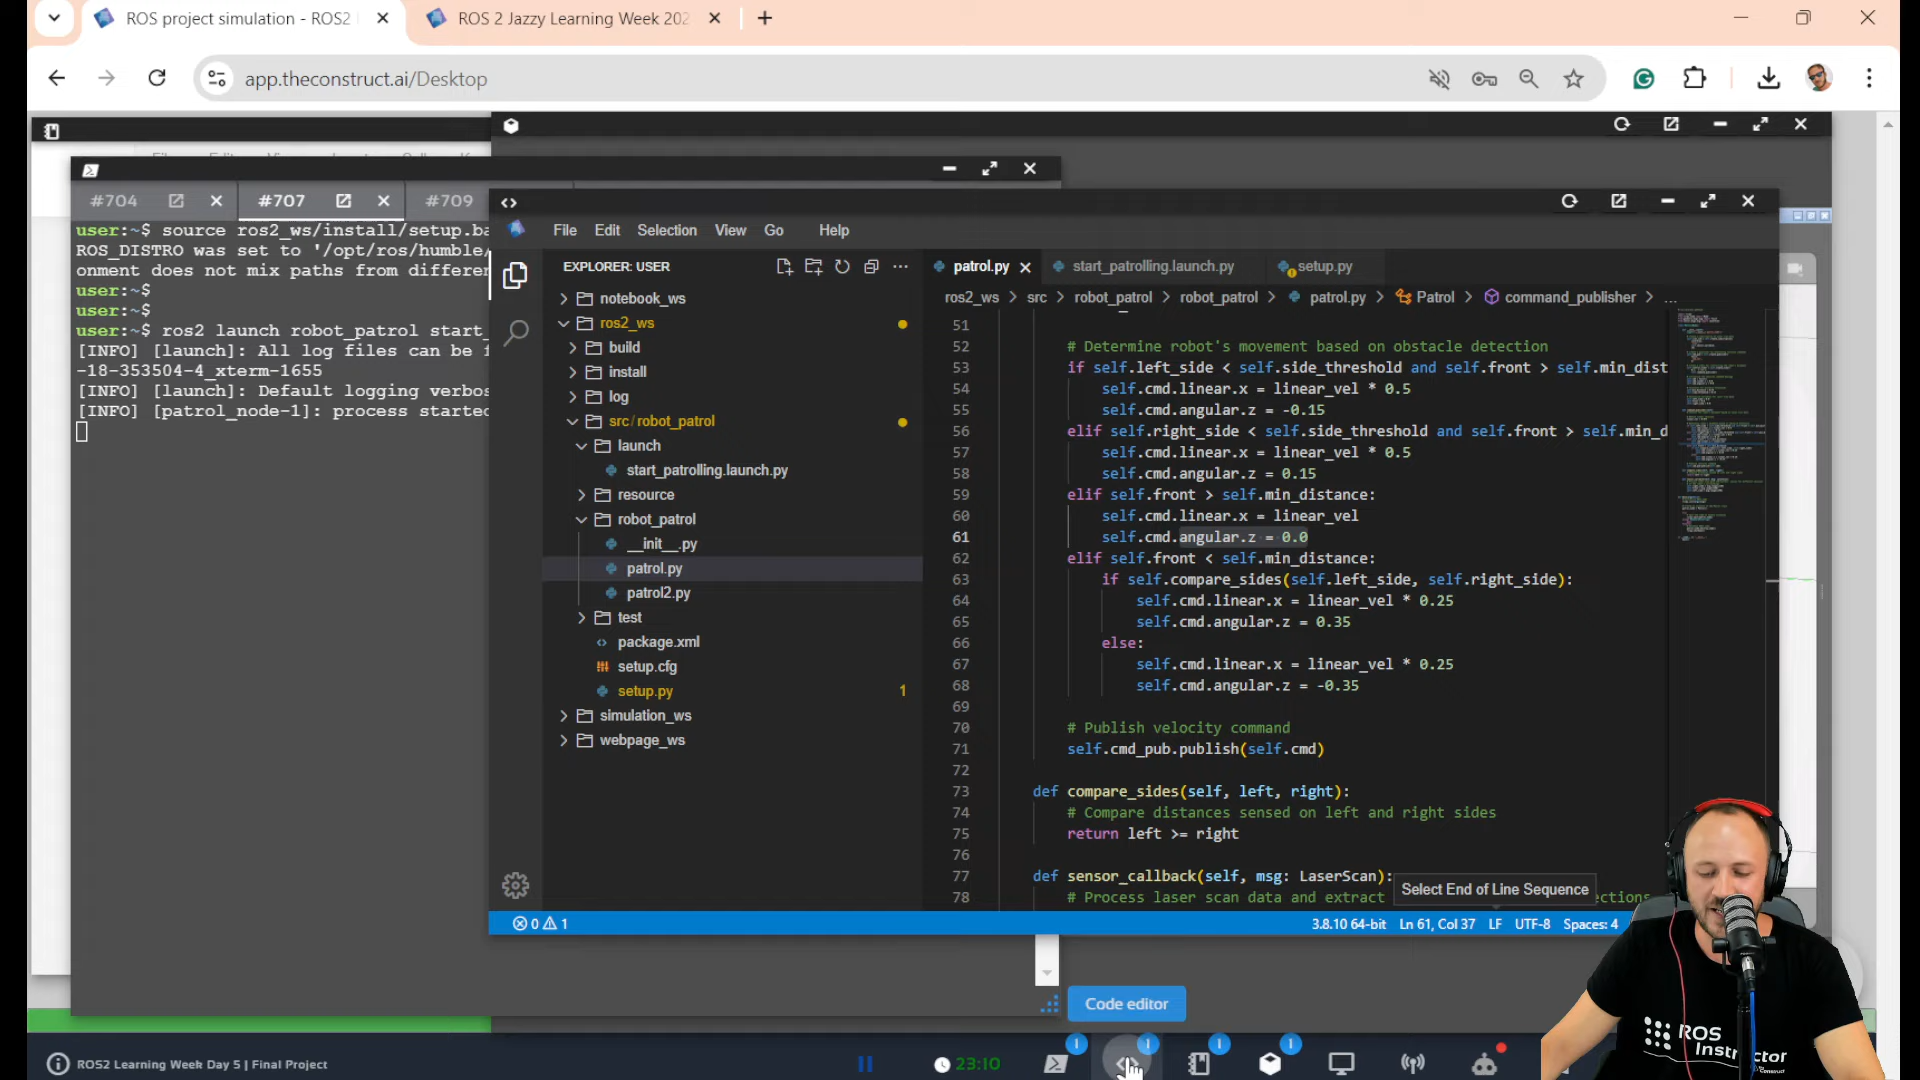 ROS project simulation - ROS2
ROS 2 Jazzy Learning Week 202
app.theconstruct.ai/Desktop
#704
#707
#709
user:~$ source ros2_ws/install/setup.ba
ROS_DISTRO was set to '/opt/ros/humble/
onment does not mix paths from differen
user:~$
user:~$
user:~$ ros2 launch robot_patrol start_
[INFO] [launch]: All log files can be f
-18-353504-4_xterm-1655
[INFO] [launch]: Default logging verbos
[INFO] [patrol_node-1]: process started
File Edit Selection View Go Help
EXPLORER: USER
notebook_ws
ros2_ws
build
install
log
src/robot_patrol
launch
start_patrolling.launch.py
resource
robot_patrol
__init__.py
patrol.py
patrol2.py
test
package.xml
setup.cfg
setup.py 1
simulation_ws
webpage_ws
patrol.py
start_patrolling.launch.py
setup.py
ros2_ws > src > robot_patrol > robot_patrol > patrol.py > Patrol > command_publisher > ...
51
52 # Determine robot's movement based on obstacle detection
53 if self.left_side < self.side_threshold and self.front > self.min_dist
54 self.cmd.linear.x = linear_vel * 0.5
55 self.cmd.angular.z = -0.15
56 elif self.right_side < self.side_threshold and self.front > self.min_d
57 self.cmd.linear.x = linear_vel * 0.5
58 self.cmd.angular.z = 0.15
59 elif self.front > self.min_distance:
60 self.cmd.linear.x = linear_vel
61 self.cmd.angular.z = 0.0
62 elif self.front < self.min_distance:
63 if self.compare_sides(self.left_side, self.right_side):
64 self.cmd.linear.x = linear_vel * 0.25
65 self.cmd.angular.z = 0.35
66 else:
67 self.cmd.linear.x = linear_vel * 0.25
68 self.cmd.angular.z = -0.35
69
70 # Publish velocity command
71 self.cmd_pub.publish(self.cmd)
72
73 def compare_sides(self, left, right):
74 # Compare distances sensed on left and right sides
75 return left >= right
76
77 def sensor_callback(self, msg: LaserScan):
78 # Process laser scan data and extract ections
Select End of Line Sequence
0 1
3.8.10 64-bit Ln 61, Col 37 LF UTF-8 Spaces: 4
Code editor
ROS2 Learning Week Day 5 | Final Project
23:10
1
1
1
1
ROS
Instructor